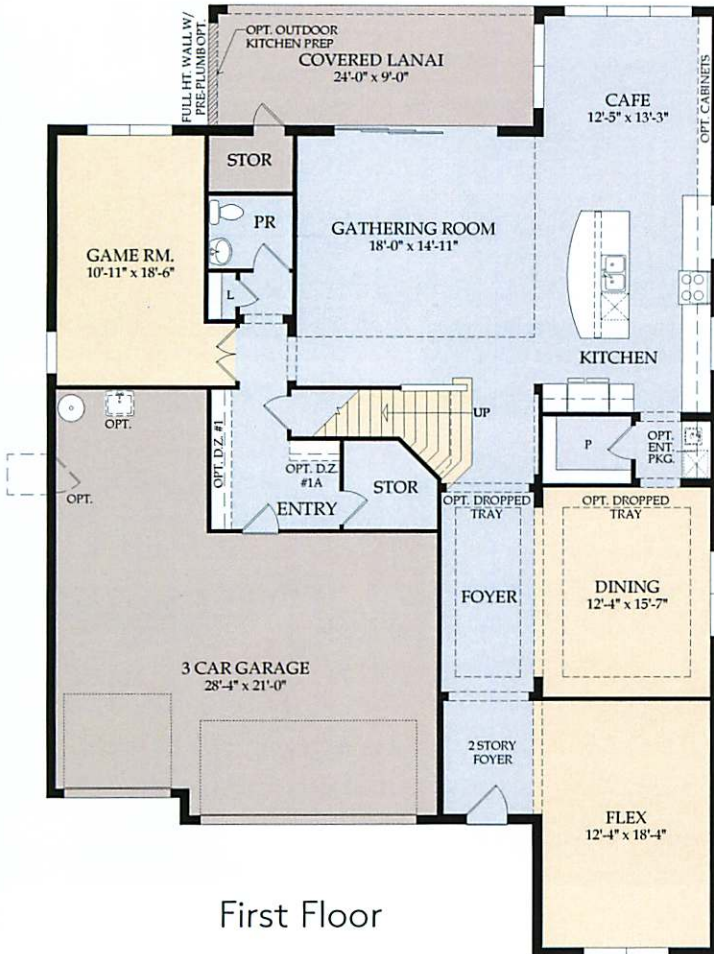 FULL HT. WALL W/
PRE-PLUMB OPT.
OPT. OUTDOOR
KITCHEN PREP
COVERED LANAI
24'-0" x 9'-0"
CAFE
12'-5" x 13'-3"
OPT. CABINETS
STOR
PR
GATHERING ROOM
18'-0" x 14'-11"
GAME RM.
10'-11" x 18'-6"
L
KITCHEN
UP
OPT.
OPT.
OPT. D.Z. #1
OPT. D.Z.
#1A
STOR
ENTRY
P
OPT.
ENT.
PKG.
OPT. DROPPED
TRAY
OPT. DROPPED
TRAY
FOYER
DINING
12'-4" x 15'-7"
3 CAR GARAGE
28'-4" x 21'-0"
2 STORY
FOYER
FLEX
12'-4" x 18'-4"
First Floor